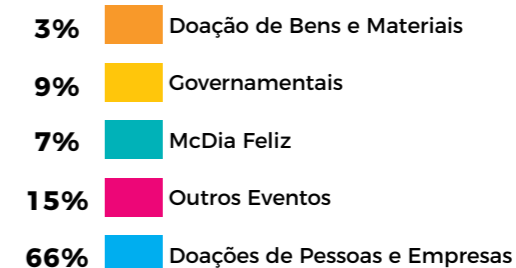 3% Doação de Bens e Materiais
9% Governamentais
7% McDia Feliz
15% Outros Eventos
66% Doações de Pessoas e Empresas